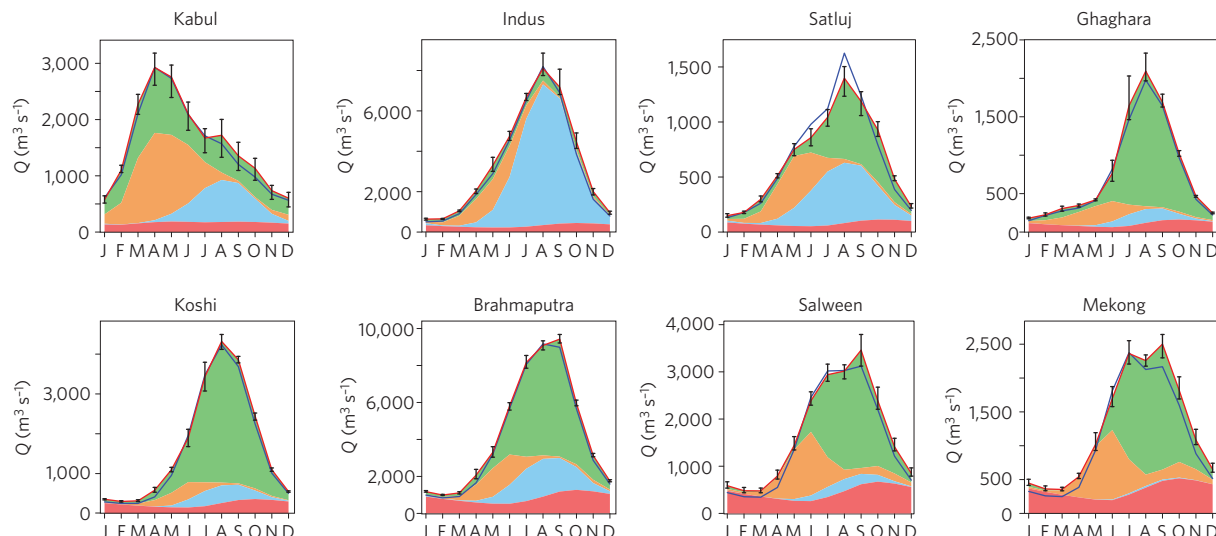 Kabul
Indus
Satluj
Ghaghara
Q (m³ s⁻¹)
3,000
2,000
1,000
0
J F M A M J J A S O N D
Q (m³ s⁻¹)
6,000
2,000
0
J F M A M J J A S O N D
Q (m³ s⁻¹)
1,500
1,000
500
0
J F M A M J J A S O N D
Q (m³ s⁻¹)
2,500
1,500
500
0
J F M A M J J A S O N D
Koshi
Brahmaputra
Salween
Mekong
Q (m³ s⁻¹)
3,000
1,000
0
J F M A M J J A S O N D
Q (m³ s⁻¹)
10,000
6,000
2,000
0
J F M A M J J A S O N D
Q (m³ s⁻¹)
4,000
3,000
2,000
1,000
0
J F M A M J J A S O N D
Q (m³ s⁻¹)
2,500
1,500
500
0
J F M A M J J A S O N D